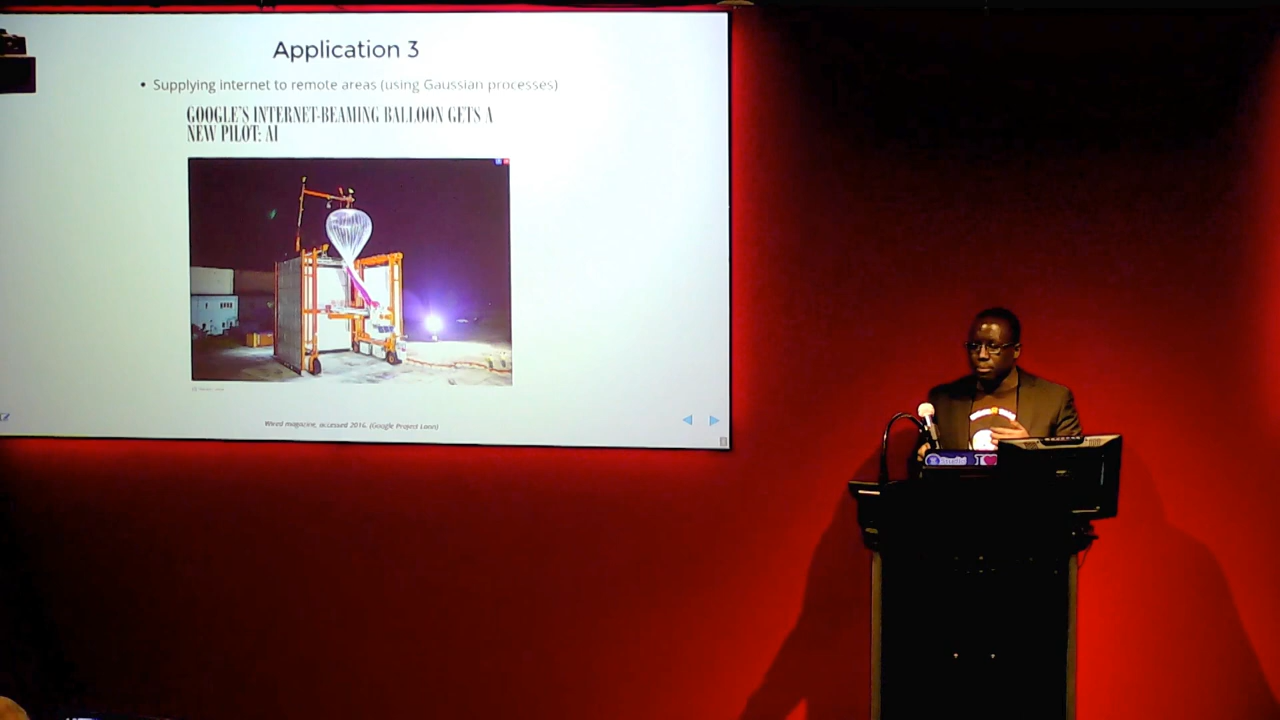 Application 3
• Supplying internet to remote areas (using Gaussian processes)
GOOGLE'S INTERNET-BEAMING BALLOON GETS A
NEW PILOT: AI
Wired magazine, accessed 2016. (Google Project Loon)
I